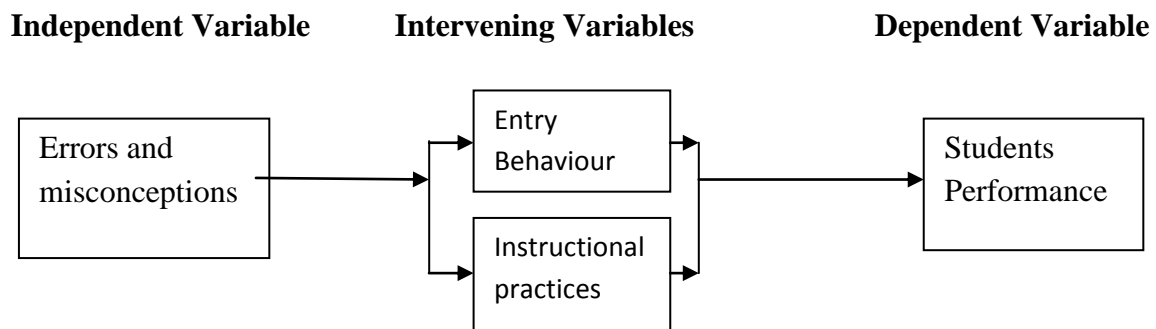 Independent Variable
Intervening Variables
Dependent Variable
Errors and
misconceptions
Entry
Behaviour
Instructional
practices
Students
Performance